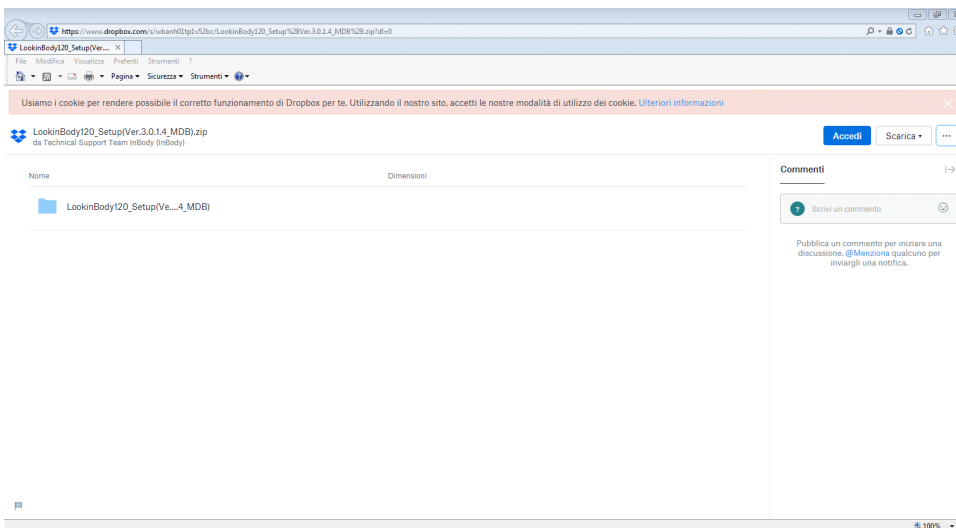 https://www.dropbox.com/s/wbanh01tp1v52bc/LookinBody120_Setup%28Ver.3.0.1.4_MDB%29.zip?dl=0
LookinBody120_Setup(Ver....
File Modifica Visualizza Preferiti Strumenti ?
Pagina Sicurezza Strumenti
Usiamo i cookie per rendere possibile il corretto funzionamento di Dropbox per te. Utilizzando il nostro sito, accetti le nostre modalità di utilizzo dei cookie. Ulteriori informazioni
LookinBody120_Setup(Ver.3.0.1.4_MDB).zip
da Technical Support Team InBody (InBody)
Accedi
Scarica
Nome
Dimensioni
LookinBody120_Setup(Ve....4_MDB)
Commenti
?
Scrivi un commento
Pubblica un commento per iniziare una
discussione. @Menziona qualcuno per
inviargli una notifica.
100%